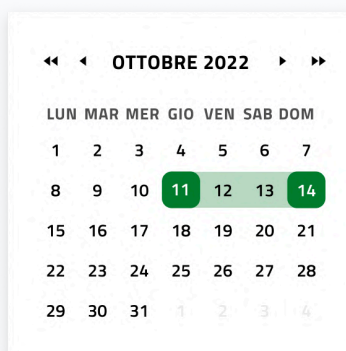 OTTOBRE 2022
LUN MAR MER GIO VEN SAB DOM
1 2 3 4 5 6 7
8 9 10 11 12 13 14
15 16 17 18 19 20 21
22 23 24 25 26 27 28
29 30 31 1 2 3 4